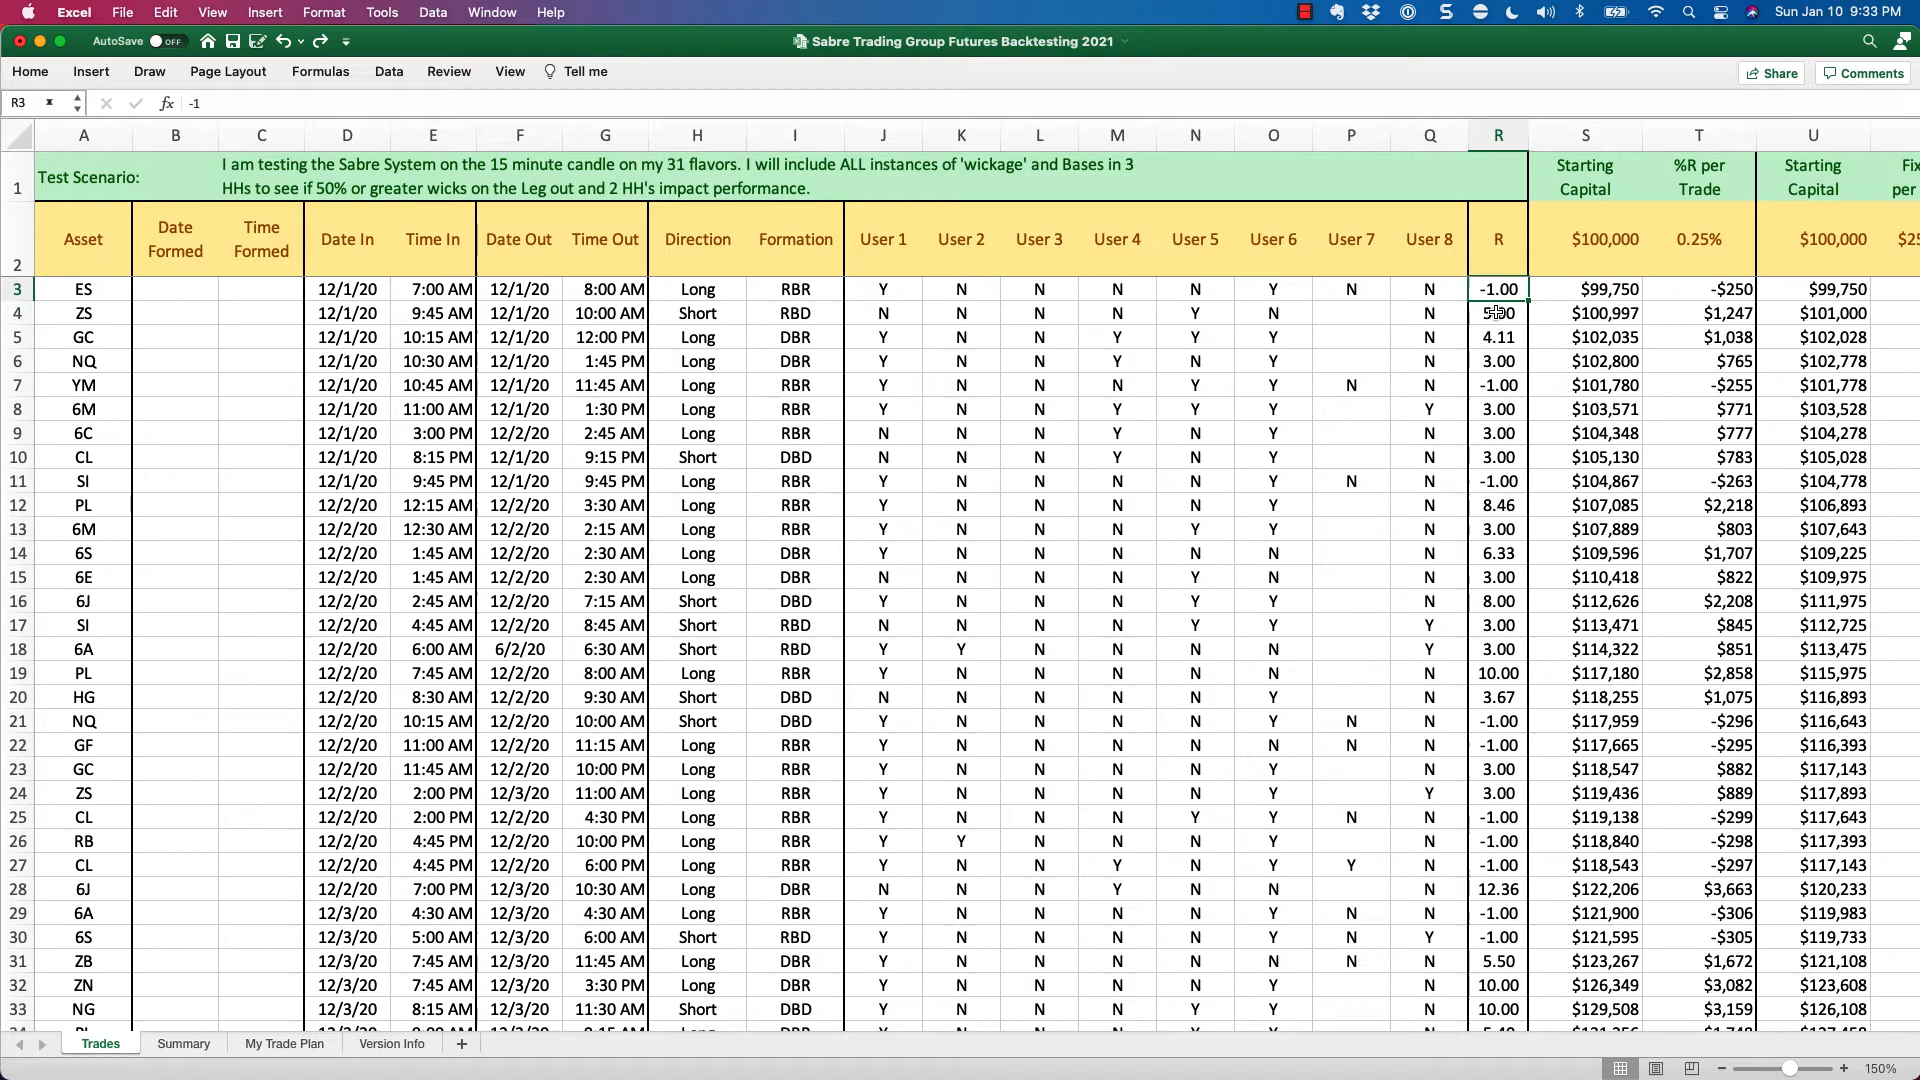 Excel File Edit View Insert Format Tools Data Window Help Sun Jan 10 9:33 PM
AutoSave OFF Sabre Trading Group Futures Backtesting 2021
Home Insert Draw Page Layout Formulas Data Review View Tell me Share Comments
R3 fx -1
A B C D E F G H I J K L M N O P Q R S T U
1 Test Scenario: I am testing the Sabre System on the 15 minute candle on my 31 flavors. I will include ALL instances of 'wickage' and Bases in 3
HHs to see if 50% or greater wicks on the Leg out and 2 HH's impact performance.
Starting Capital %R per Trade Starting Capital Fix per
2 Asset Date Formed Time Formed Date In Time In Date Out Time Out Direction Formation User 1 User 2 User 3 User 4 User 5 User 6 User 7 User 8 R $100,000 0.25% $100,000 $25
3 ES 12/1/20 7:00 AM 12/1/20 8:00 AM Long RBR Y N N N N Y N N -1.00 $99,750 -$250 $99,750
4 ZS 12/1/20 9:45 AM 12/1/20 10:00 AM Short RBD N N N N Y N N $100,997 $1,247 $101,000
5 GC 12/1/20 10:15 AM 12/1/20 12:00 PM Long DBR Y N N Y Y Y N 4.11 $102,035 $1,038 $102,028
6 NQ 12/1/20 10:30 AM 12/1/20 1:45 PM Long DBR Y N N Y N Y N 3.00 $102,800 $765 $102,778
7 YM 12/1/20 10:45 AM 12/1/20 11:45 AM Long RBR Y N N N Y Y N N -1.00 $101,780 -$255 $101,778
8 6M 12/1/20 11:00 AM 12/1/20 1:30 PM Long RBR Y N N Y Y Y Y 3.00 $103,571 $771 $103,528
9 6C 12/1/20 3:00 PM 12/2/20 2:45 AM Long RBR N N N Y N Y N 3.00 $104,348 $777 $104,278
10 CL 12/1/20 8:15 PM 12/1/20 9:15 PM Short DBD N N N Y N Y N 3.00 $105,130 $783 $105,028
11 SI 12/1/20 9:45 PM 12/1/20 9:45 PM Long RBR Y N N N N Y N N -1.00 $104,867 -$263 $104,778
12 PL 12/2/20 12:15 AM 12/2/20 3:30 AM Long RBR Y N N N N Y N 8.46 $107,085 $2,218 $106,893
13 6M 12/2/20 12:30 AM 12/2/20 2:15 AM Long RBR Y N N N Y Y N 3.00 $107,889 $803 $107,643
14 6S 12/2/20 1:45 AM 12/2/20 2:30 AM Long DBR Y N N N N N N 6.33 $109,596 $1,707 $109,225
15 6E 12/2/20 1:45 AM 12/2/20 2:30 AM Long DBR N N N N Y N N 3.00 $110,418 $822 $109,975
16 6J 12/2/20 2:45 AM 12/2/20 7:15 AM Short DBD Y N N N Y Y N 8.00 $112,626 $2,208 $111,975
17 SI 12/2/20 4:45 AM 12/2/20 8:45 AM Short RBD N N N N Y Y Y 3.00 $113,471 $845 $112,725
18 6A 12/2/20 6:00 AM 6/2/20 6:30 AM Short RBD Y Y N N N N Y 3.00 $114,322 $851 $113,475
19 PL 12/2/20 7:45 AM 12/2/20 8:00 AM Long RBR Y N N N N Y N 10.00 $117,180 $2,858 $115,975
20 HG 12/2/20 8:30 AM 12/2/20 9:30 AM Short DBD N N N N N Y N 3.67 $118,255 $1,075 $116,893
21 NQ 12/2/20 10:15 AM 12/2/20 10:00 AM Short DBD Y N N N N Y N N -1.00 $117,959 -$296 $116,643
22 GF 12/2/20 11:00 AM 12/2/20 11:15 AM Long RBR Y N N N N N N N -1.00 $117,665 -$295 $116,393
23 GC 12/2/20 11:45 AM 12/2/20 10:00 PM Long RBR Y N N N N Y N 3.00 $118,547 $882 $117,143
24 ZS 12/2/20 2:00 PM 12/3/20 11:00 AM Long RBR Y N N N N Y Y 3.00 $119,436 $889 $117,893
25 CL 12/2/20 2:00 PM 12/2/20 4:30 PM Long RBR Y N N N Y Y N N -1.00 $119,138 -$299 $117,643
26 RB 12/2/20 4:45 PM 12/2/20 10:00 PM Long RBR Y Y N N N Y N -1.00 $118,840 -$298 $117,393
27 CL 12/2/20 4:45 PM 12/2/20 6:00 PM Long RBR Y N N Y N Y Y N -1.00 $118,543 -$297 $117,143
28 6J 12/2/20 7:00 PM 12/3/20 10:30 AM Long DBR N N N Y N N N 12.36 $122,206 $3,663 $120,233
29 6A 12/3/20 4:30 AM 12/3/20 4:30 AM Long RBR Y N N N N Y N N -1.00 $121,900 -$306 $119,983
30 6S 12/3/20 5:00 AM 12/3/20 6:00 AM Short RBD Y N N N N Y N Y -1.00 $121,595 -$305 $119,733
31 ZB 12/3/20 7:45 AM 12/3/20 11:45 AM Long DBR Y N N N N N N N 5.50 $123,267 $1,672 $121,108
32 ZN 12/3/20 7:45 AM 12/3/20 3:30 PM Long DBR Y N N N N Y N 10.00 $126,349 $3,082 $123,608
33 NG 12/3/20 8:15 AM 12/3/20 11:30 AM Short DBD Y N N N Y Y N 10.00 $129,508 $3,159 $126,108
Trades Summary My Trade Plan Version Info +
150%